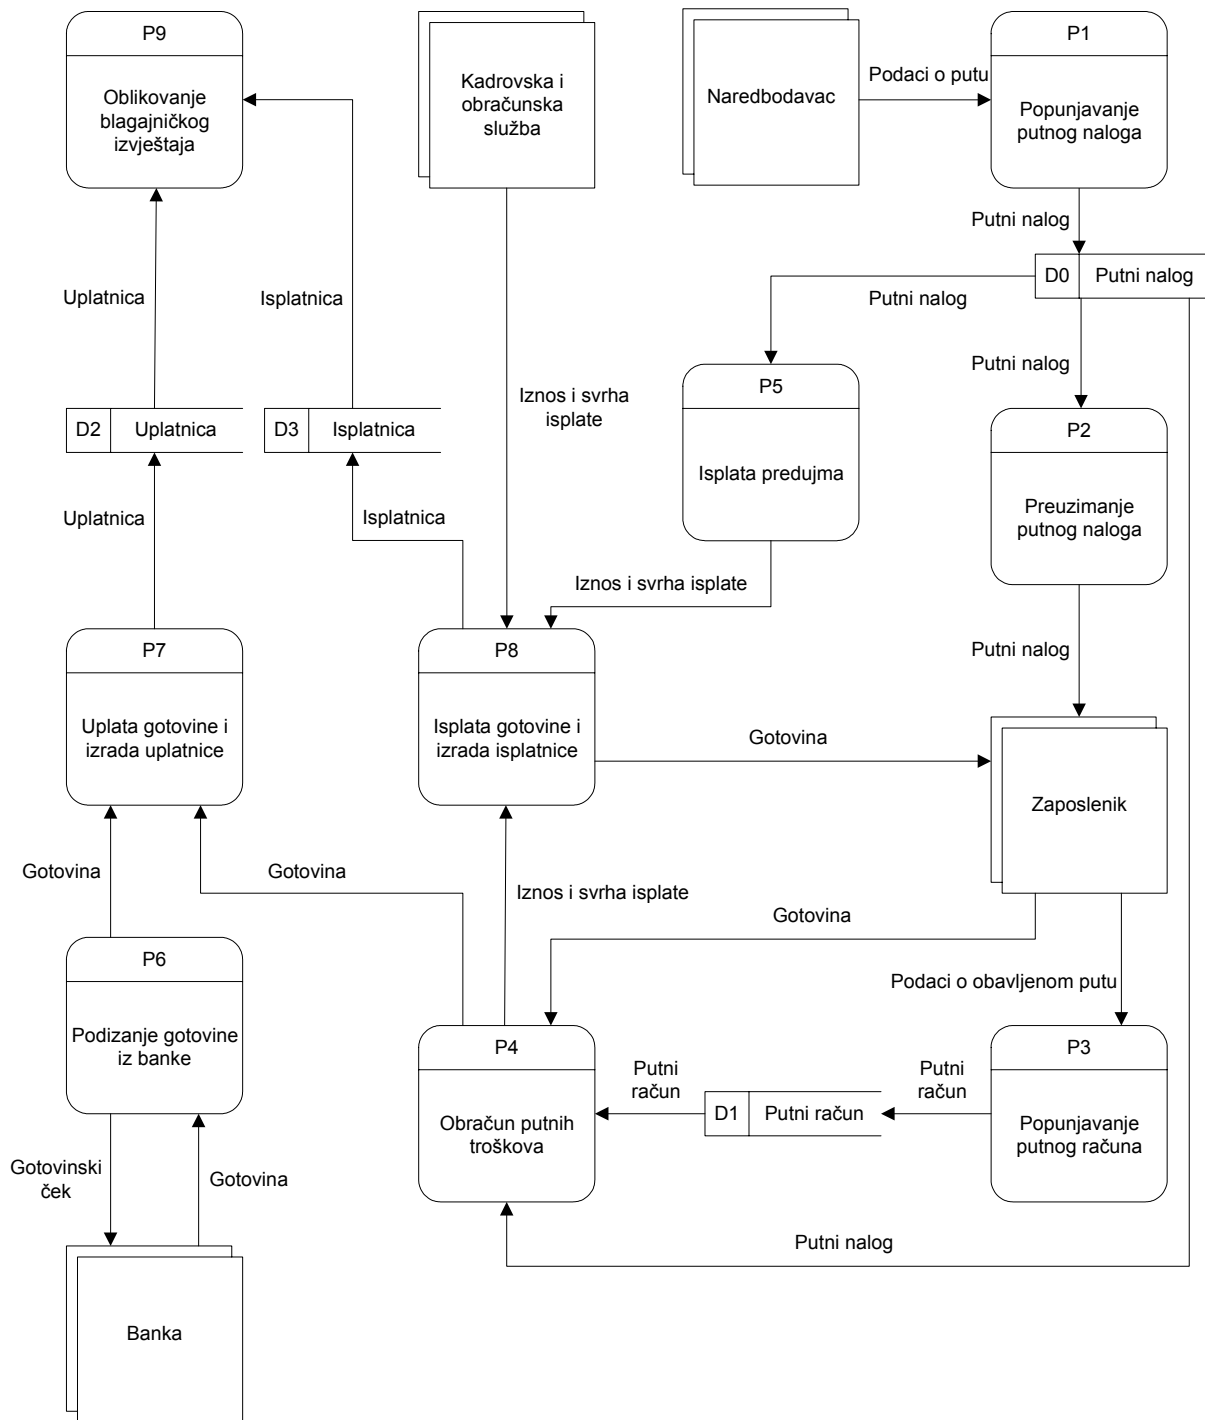 P9
Oblikovanje
blagajničkog
izvještaja
Kadrovska i
obračunska
služba
Naredbodavac
Podaci o putu
P1
Popunjavanje
putnog naloga
Putni nalog
D0
Putni nalog
Putni nalog
Uplatnica
Isplatnica
Putni nalog
P5
Isplata predujma
Iznos i svrha
isplate
D2
Uplatnica
D3
Isplatnica
P2
Preuzimanje
putnog naloga
Uplatnica
Isplatnica
Iznos i svrha isplate
Putni nalog
P7
Uplata gotovine i
izrada uplatnice
P8
Isplata gotovine i
izrada isplatnice
Gotovina
Zaposlenik
Gotovina
Gotovina
Iznos i svrha isplate
Gotovina
P6
Podizanje gotovine
iz banke
Podaci o obavljenom putu
P4
Obračun putnih
troškova
Putni
račun
D1
Putni račun
Putni
račun
P3
Popunjavanje
putnog računa
Gotovinski
ček
Gotovina
Putni nalog
Banka